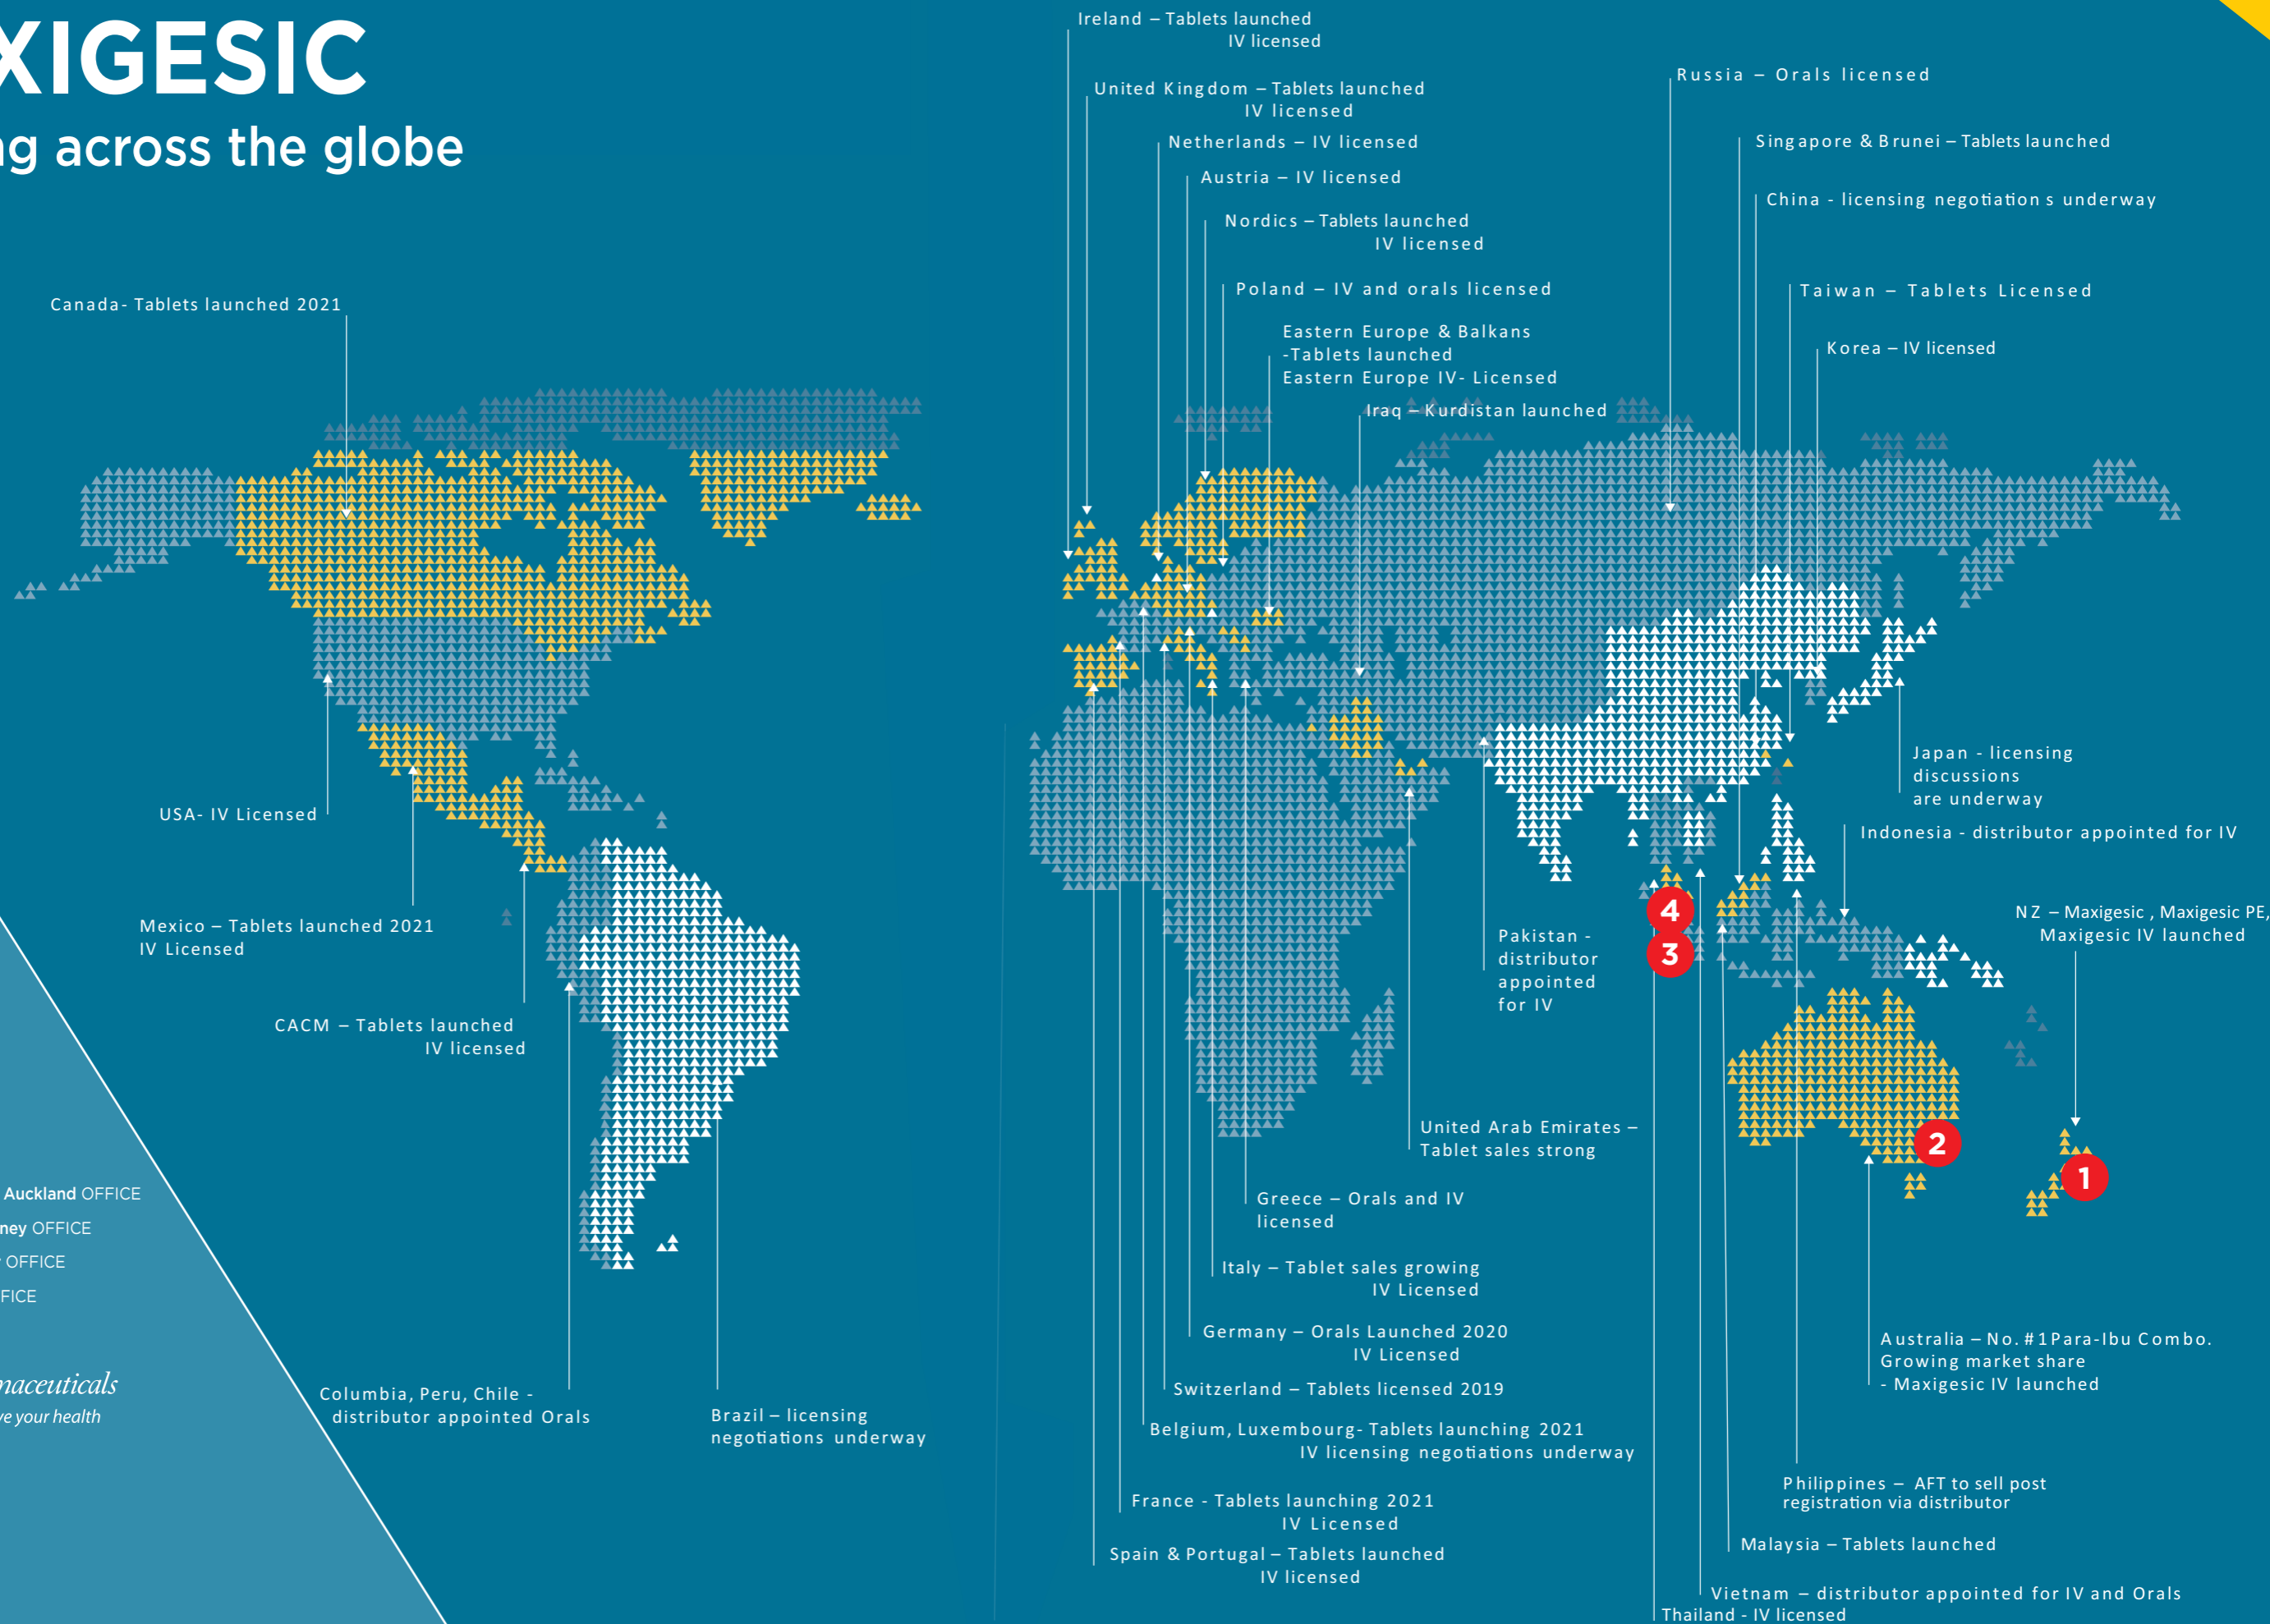 XIGESIC
ng across the globe
Canada- Tablets launched 2021
USA- IV Licensed
Mexico – Tablets launched 2021
IV Licensed
CACM – Tablets launched
IV licensed
Columbia, Peru, Chile -
distributor appointed Orals
Brazil – licensing
negotiations underway
Auckland OFFICE
ney OFFICE
OFFICE
FICE
maceuticals
ve your health
Ireland – Tablets launched
IV licensed
United Kingdom – Tablets launched
IV licensed
Netherlands – IV licensed
Austria – IV licensed
Nordics – Tablets launched
IV licensed
Poland – IV and orals licensed
Eastern Europe & Balkans
-Tablets launched
Eastern Europe IV- Licensed
Iraq – Kurdistan launched
Russia – Orals licensed
Singapore & Brunei – Tablets launched
China - licensing negotiation s underway
Taiwan – Tablets Licensed
Korea – IV licensed
Japan - licensing
discussions
are underway
Indonesia - distributor appointed for IV
NZ – Maxigesic , Maxigesic PE,
Maxigesic IV launched
4
3
2
1
Pakistan -
distributor
appointed
for IV
United Arab Emirates –
Tablet sales strong
Greece – Orals and IV
licensed
Italy – Tablet sales growing
IV Licensed
Germany – Orals Launched 2020
IV Licensed
Switzerland – Tablets licensed 2019
Belgium, Luxembourg- Tablets launching 2021
IV licensing negotiations underway
France - Tablets launching 2021
IV Licensed
Spain & Portugal – Tablets launched
IV licensed
Australia – No. #1Para-Ibu Combo.
Growing market share
- Maxigesic IV launched
Philippines – AFT to sell post
registration via distributor
Malaysia – Tablets launched
Vietnam – distributor appointed for IV and Orals
Thailand - IV licensed